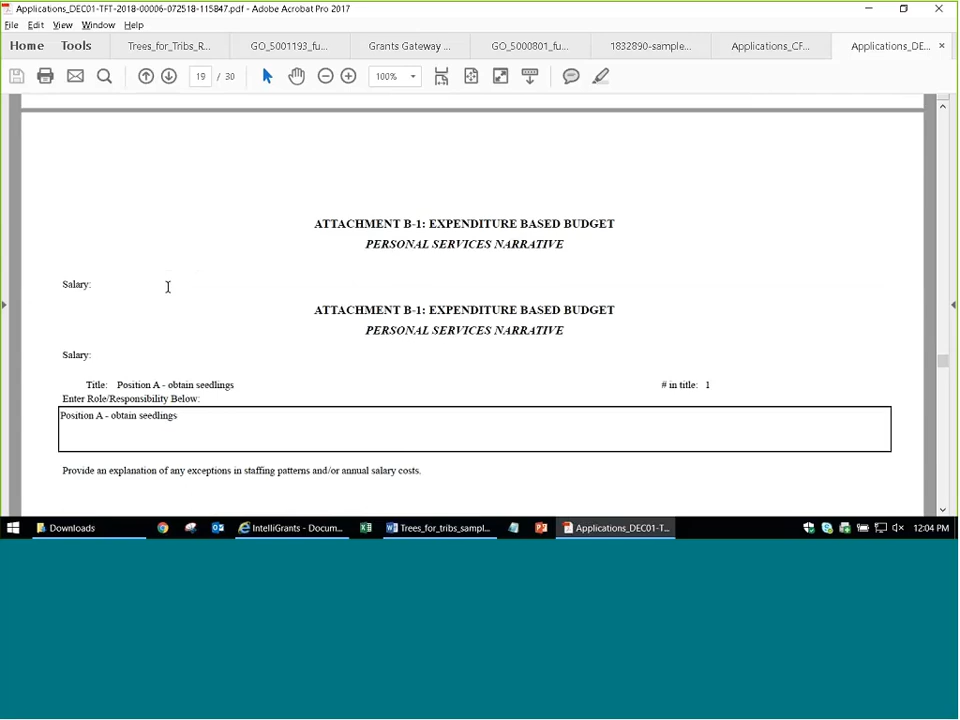 Applications_DEC01-TFT-2018-00006-072518-115847.pdf - Adobe Acrobat Pro 2017
File Edit View Window Help
Home Tools Trees_for_Tribs_R... GO_5001193_fu... Grants Gateway ... GO_5000801_fu... 1832890-sample... Applications_CF... Applications_DE... ×
19 / 30 100%
ATTACHMENT B-1: EXPENDITURE BASED BUDGET
PERSONAL SERVICES NARRATIVE
Salary:
ATTACHMENT B-1: EXPENDITURE BASED BUDGET
PERSONAL SERVICES NARRATIVE
Salary:
Title: Position A - obtain seedlings # in title: 1
Enter Role/Responsibility Below:
Position A - obtain seedlings
Provide an explanation of any exceptions in staffing patterns and/or annual salary costs.
Downloads IntelliGrants - Docum... Trees_for_tribs_sampl... Applications_DEC01-T... 12:04 PM